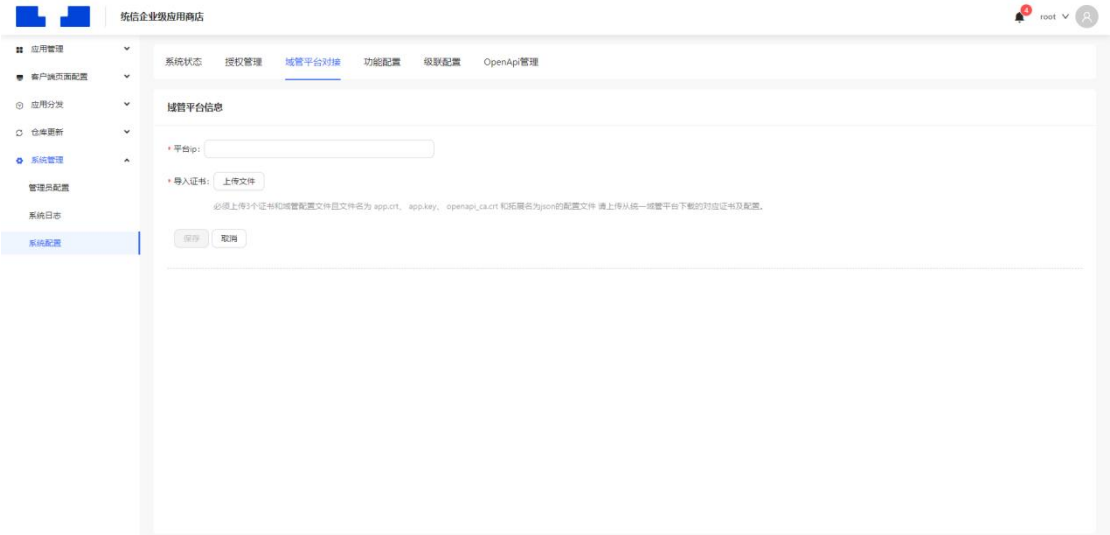 统信企业级应用商店
4
root
应用管理
客户端页面配置
应用分发
仓库更新
系统管理
管理员配置
系统日志
系统配置
系统状态 授权管理 域管平台对接 功能配置 级联配置 OpenApi管理
域管平台信息
* 平台ip:
* 导入证书: 上传文件
必须上传3个证书和域管配置文件且文件名为 app.crt、 app.key、 openapi_ca.crt 和拓展名为json的配置文件 请上传从统一域管平台下载的对应证书及配置。
保存 取消